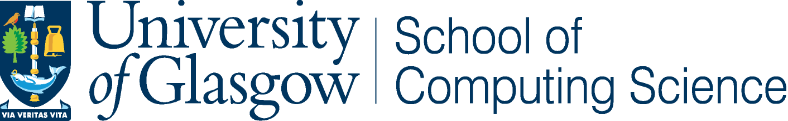 University
of Glasgow
School of
Computing Science
VIA VERITAS VITA